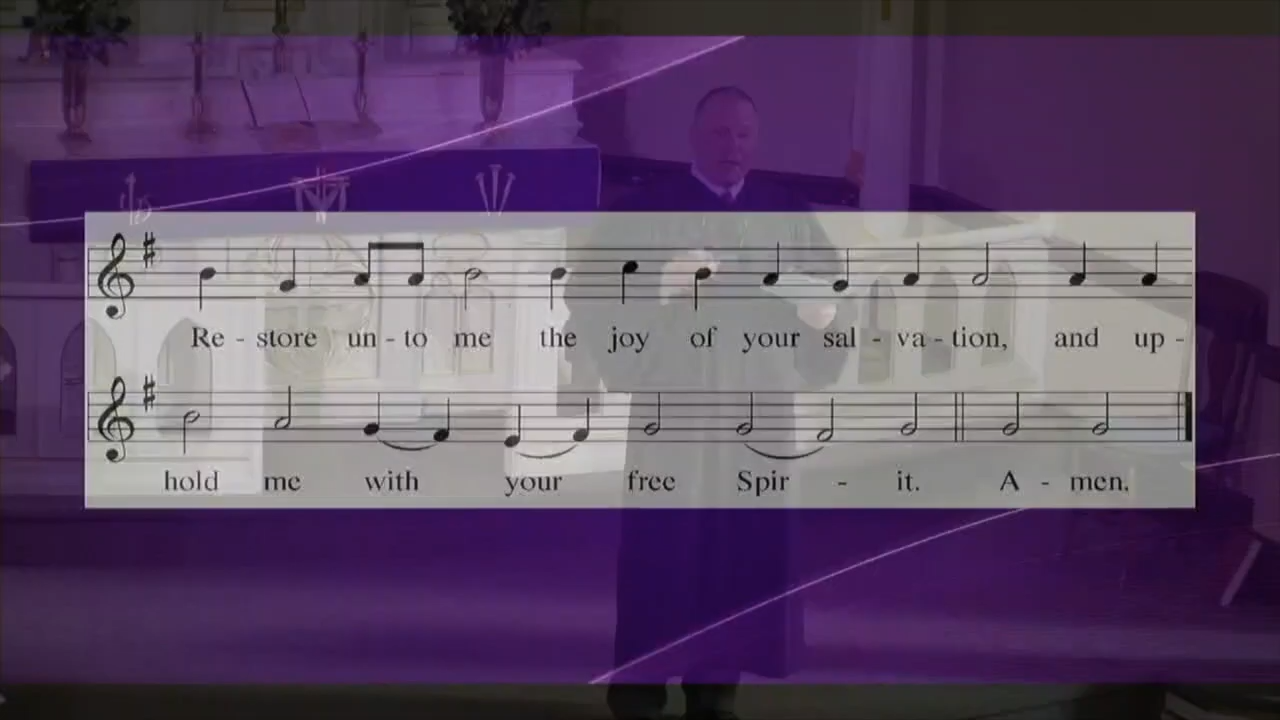 Re - store un - to me the joy of your sal - va - tion, and up -
hold me with your free Spir - it. A - men.